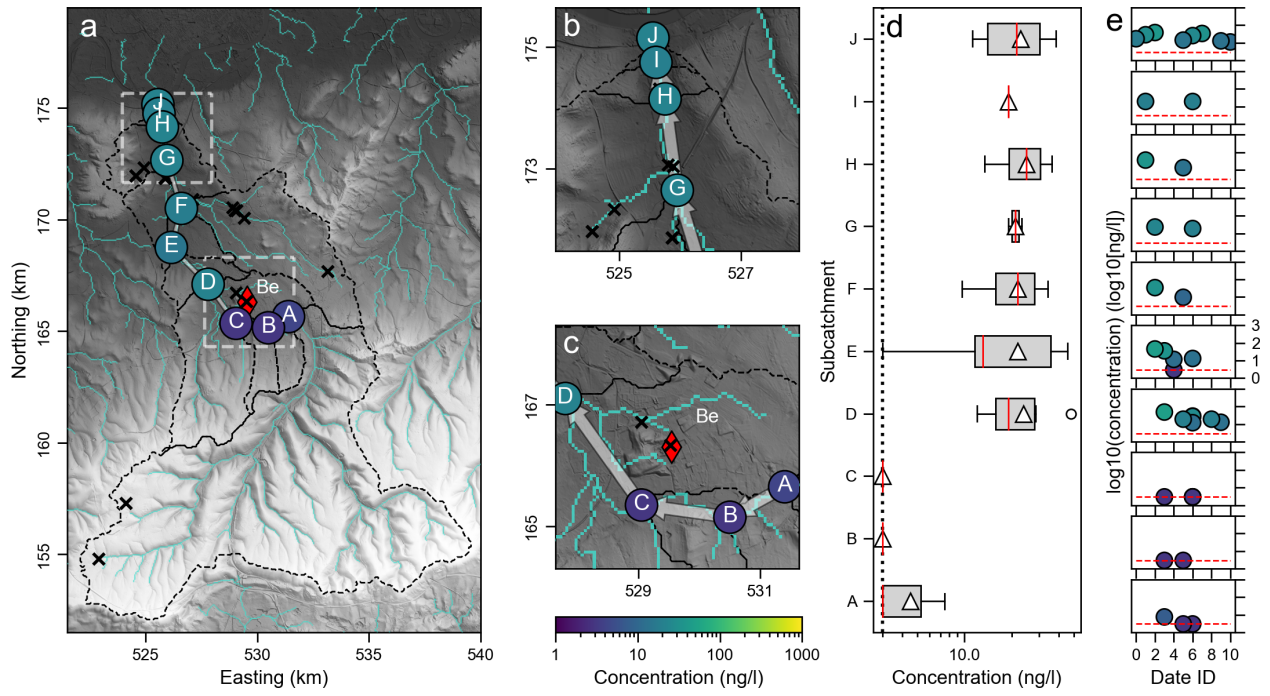 a
175
170
165
160
155
Northing (km)
J
H
G
F
E
D
Be
C
B
A
525
530
535
540
Easting (km)
b
175
173
J
I
H
G
525
527
c
167
165
D
Be
C
B
A
529
531
1
10
100
1000
Concentration (ng/l)
d
Subcatchment
J
I
H
G
F
E
D
C
B
A
10.0
Concentration (ng/l)
e
log10(concentration) (log10[ng/l])
3
2
1
0
0
2
4
6
8
10
Date ID